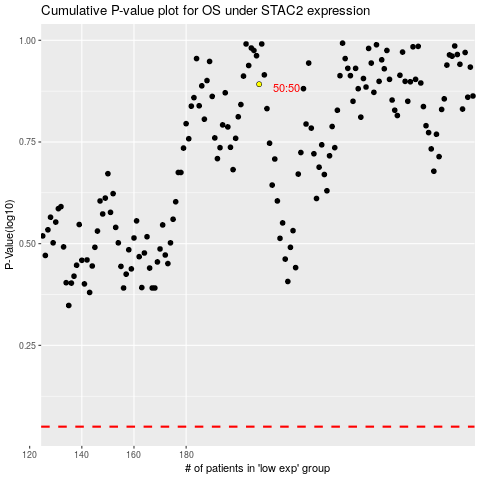 Cumulative P-value plot for OS under STAC2 expression
P-Value(log10)
1.00
0.75
0.50
0.25
50:50
120 140 160 180
# of patients in 'low exp' group